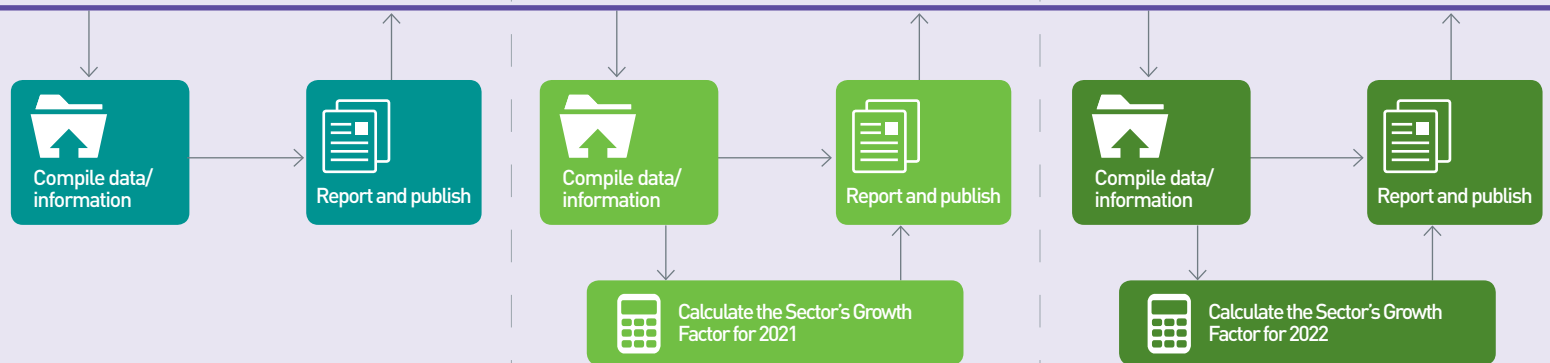 Compile data/
information
Report and publish
Compile data/
information
Report and publish
Calculate the Sector's Growth
Factor for 2021
Compile data/
information
Report and publish
Calculate the Sector's Growth
Factor for 2022